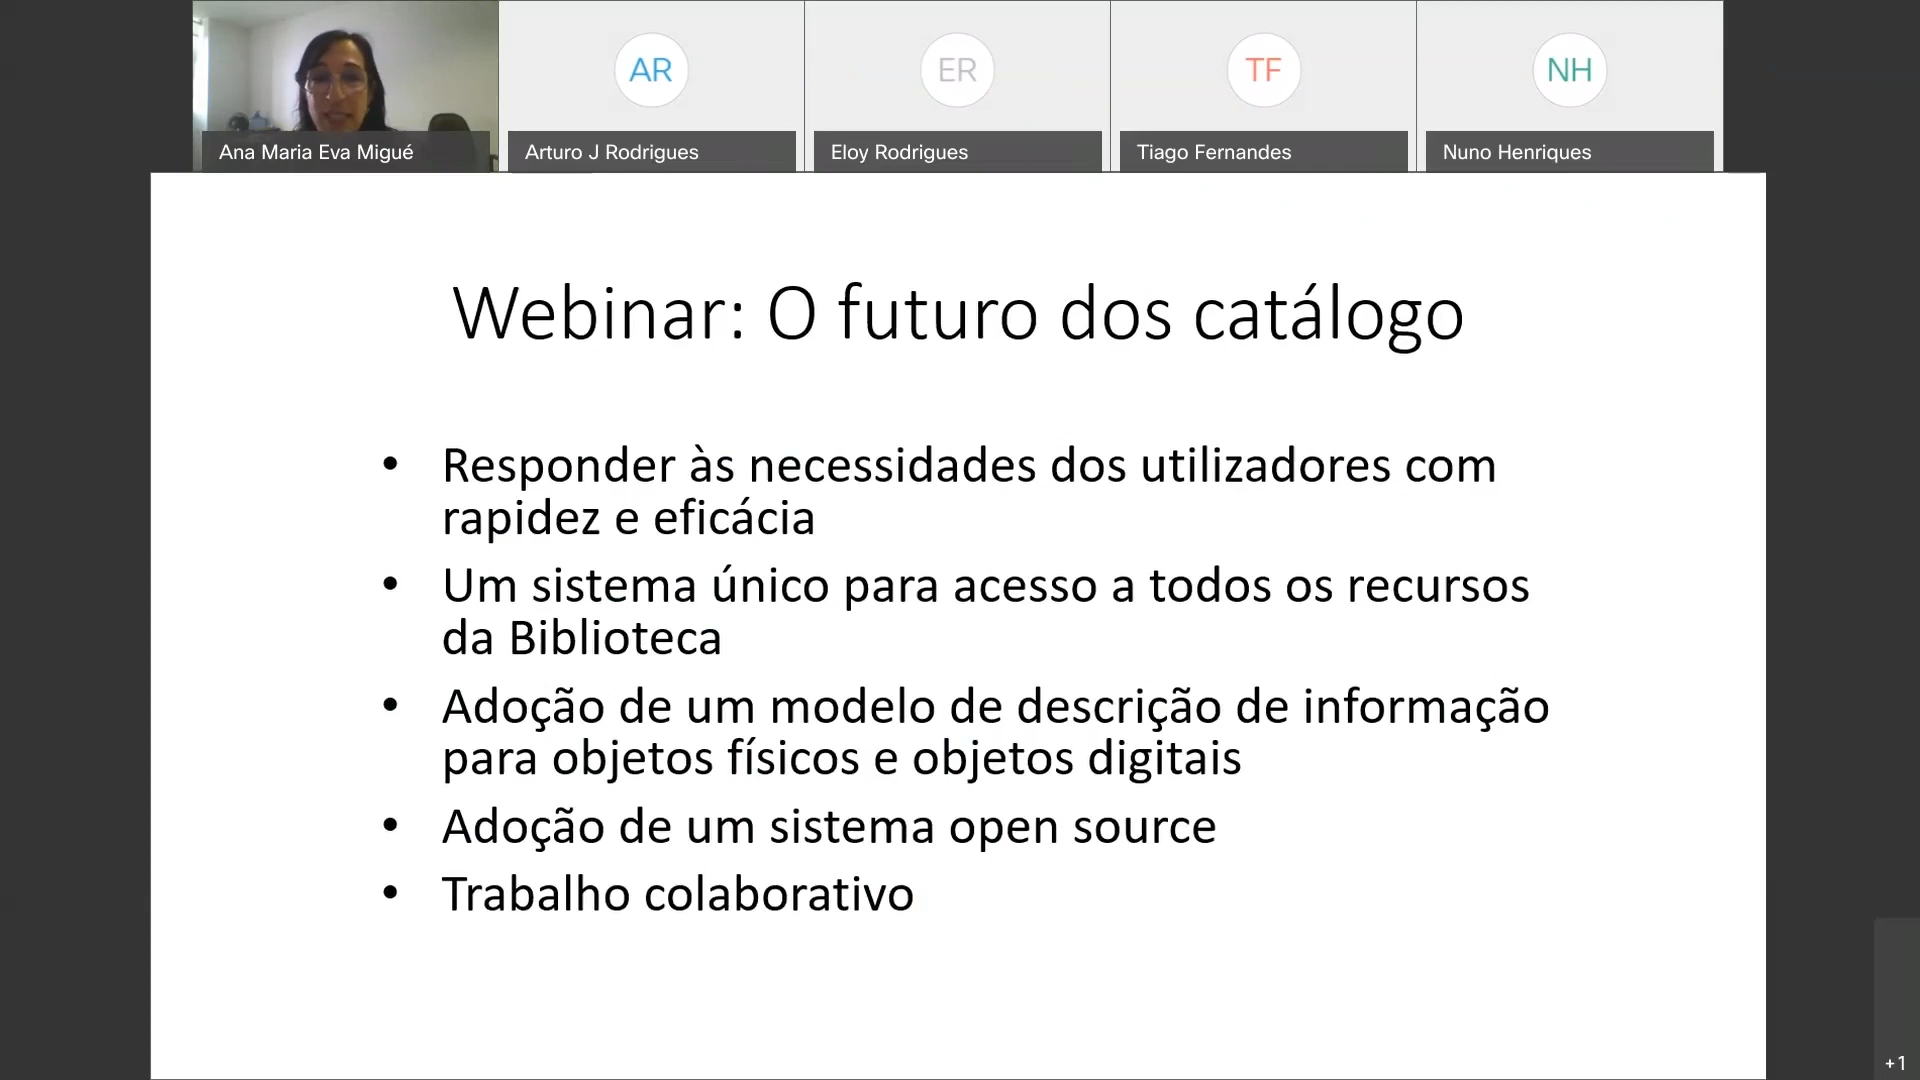 AR
ER
TF
NH
Ana Maria Eva Migué
Arturo J Rodrigues
Eloy Rodrigues
Tiago Fernandes
Nuno Henriques
Webinar: O futuro dos catálogo
• Responder às necessidades dos utilizadores com
rapidez e eficácia
• Um sistema único para acesso a todos os recursos
da Biblioteca
• Adoção de um modelo de descrição de informação
para objetos físicos e objetos digitais
• Adoção de um sistema open source
• Trabalho colaborativo
+1